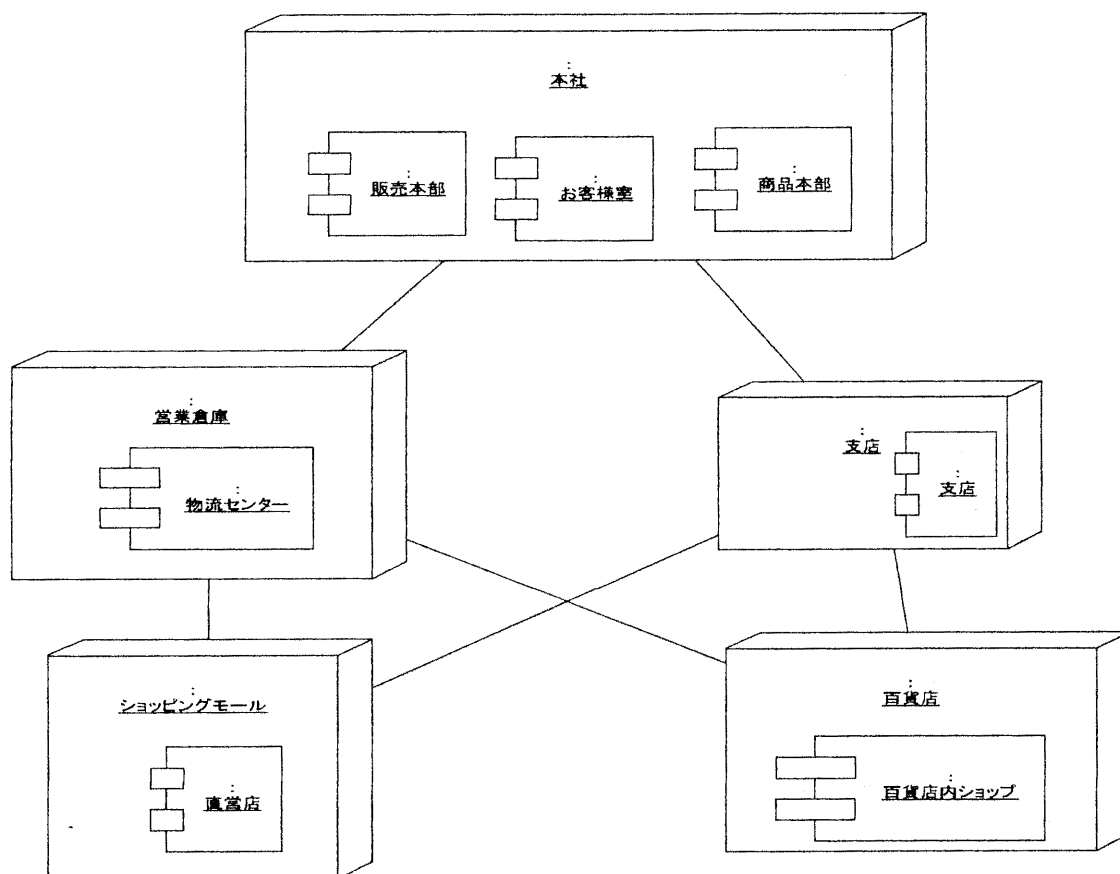 :
本社
:
販売本部
:
お客様室
:
商品本部
:
営業倉庫
:
物流センター
:
支店
:
支店
:
ショッピングモール
:
直営店
:
百貨店
:
百貨店内ショップ